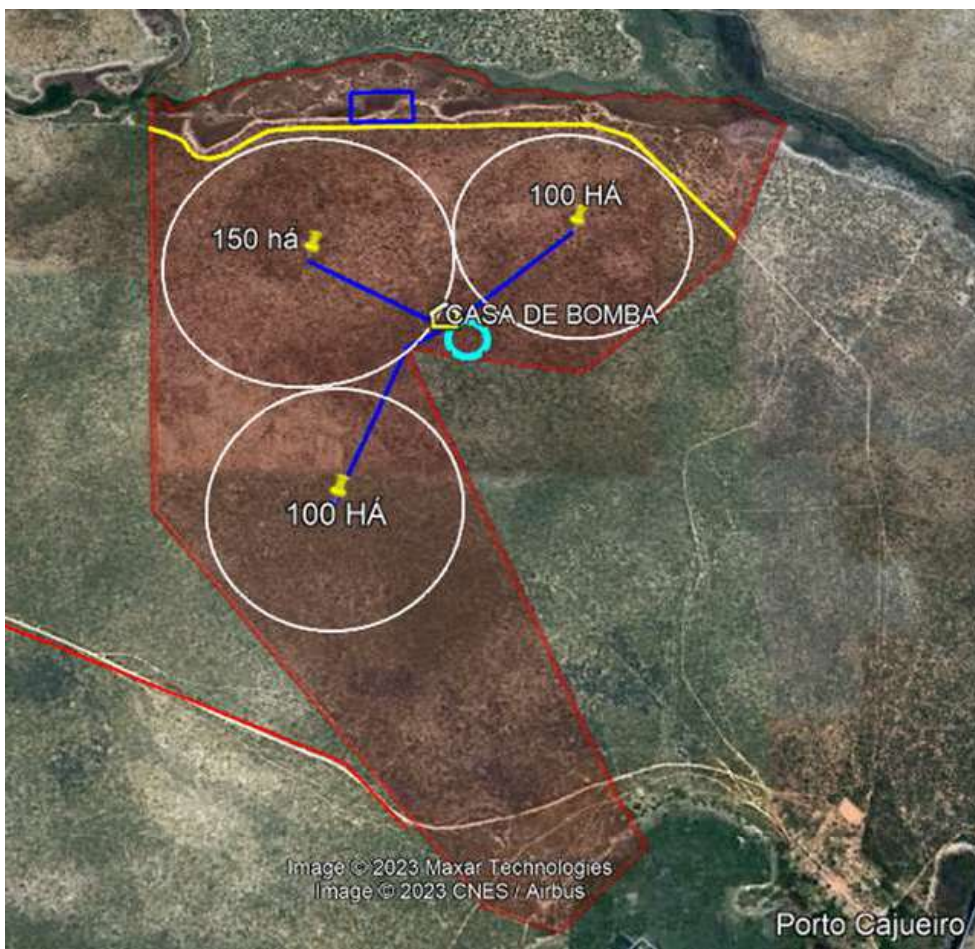 100 HÁ
150 há
CASA DE BOMBA
100 HÁ
Image © 2023 Maxar Technologies
Image © 2023 CNES / Airbus
Porto Cajueiro